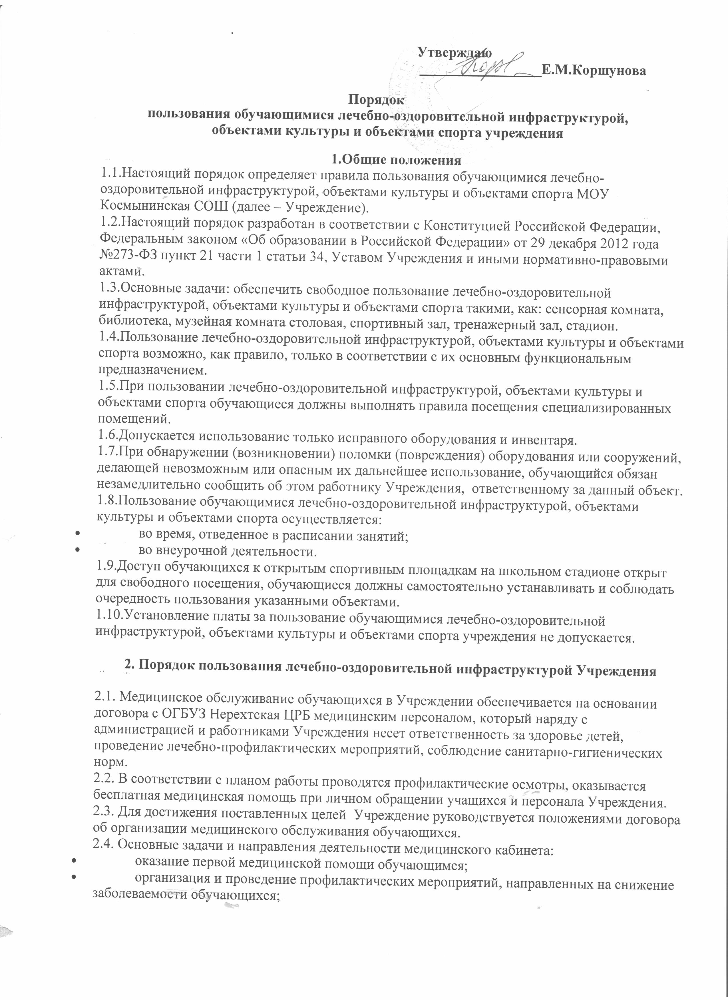 Утверждаю
Е.М.Коршунова
Порядок
пользования обучающимися лечебно-оздоровительной инфраструктурой,
объектами культуры и объектами спорта учреждения
1.Общие положения
1.1.Настоящий порядок определяет правила пользования обучающимися лечебно-
оздоровительной инфраструктурой, объектами культуры и объектами спорта МОУ
Космынинская СОШ (далее – Учреждение).
1.2.Настоящий порядок разработан в соответствии с Конституцией Российской Федерации,
Федеральным законом «Об образовании в Российской Федерации» от 29 декабря 2012 года
№273-ФЗ пункт 21 части 1 статьи 34, Уставом Учреждения и иными нормативно-правовыми
актами.
1.3.Основные задачи: обеспечить свободное пользование лечебно-оздоровительной
инфраструктурой, объектами культуры и объектами спорта такими, как: сенсорная комната,
библиотека, музейная комната столовая, спортивный зал, тренажерный зал, стадион.
1.4.Пользование лечебно-оздоровительной инфраструктурой, объектами культуры и объектами
спорта возможно, как правило, только в соответствии с их основным функциональным
предназначением.
1.5.При пользовании лечебно-оздоровительной инфраструктурой, объектами культуры и
объектами спорта обучающиеся должны выполнять правила посещения специализированных
помещений.
1.6.Допускается использование только исправного оборудования и инвентаря.
1.7.При обнаружении (возникновении) поломки (повреждения) оборудования или сооружений,
делающей невозможным или опасным их дальнейшее использование, обучающийся обязан
незамедлительно сообщить об этом работнику Учреждения, ответственному за данный объект.
1.8.Пользование обучающимися лечебно-оздоровительной инфраструктурой, объектами
культуры и объектами спорта осуществляется:
• во время, отведенное в расписании занятий;
• во внеурочной деятельности.
1.9.Доступ обучающихся к открытым спортивным площадкам на школьном стадионе открыт
для свободного посещения, обучающиеся должны самостоятельно устанавливать и соблюдать
очередность пользования указанными объектами.
1.10.Установление платы за пользование обучающимися лечебно-оздоровительной
инфраструктурой, объектами культуры и объектами спорта учреждения не допускается.
2. Порядок пользования лечебно-оздоровительной инфраструктурой Учреждения
2.1. Медицинское обслуживание обучающихся в Учреждении обеспечивается на основании
договора с ОГБУЗ Нерехтская ЦРБ медицинским персоналом, который наряду с
администрацией и работниками Учреждения несет ответственность за здоровье детей,
проведение лечебно-профилактических мероприятий, соблюдение санитарно-гигиенических
норм.
2.2. В соответствии с планом работы проводятся профилактические осмотры, оказывается
бесплатная медицинская помощь при личном обращении учащихся и персонала Учреждения.
2.3. Для достижения поставленных целей Учреждение руководствуется положениями договора
об организации медицинского обслуживания обучающихся.
2.4. Основные задачи и направления деятельности медицинского кабинета:
• оказание первой медицинской помощи обучающимся;
• организация и проведение профилактических мероприятий, направленных на снижение
заболеваемости обучающихся;